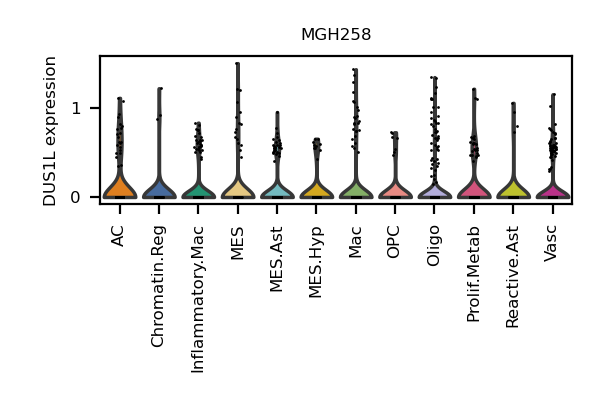 MGH258
DUS1L expression
1
0
AC
Chromatin.Reg
Inflammatory.Mac
MES
MES.Ast
MES.Hyp
Mac
OPC
Oligo
Prolif.Metab
Reactive.Ast
Vasc